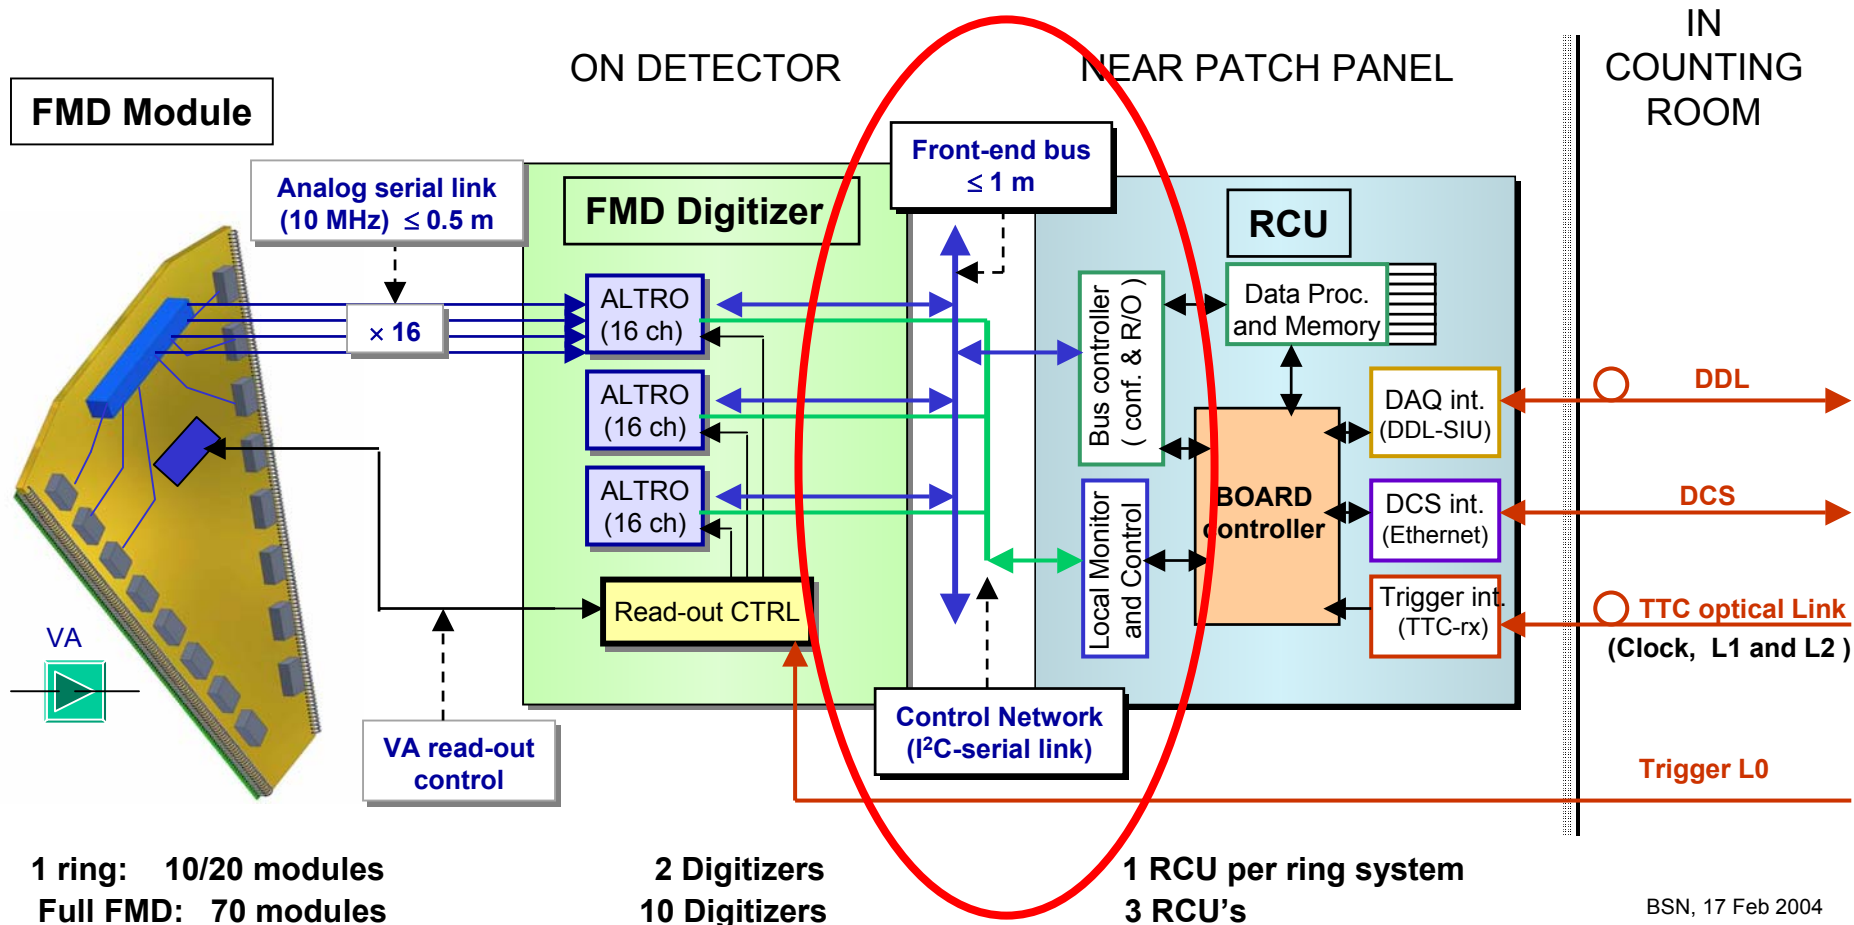 IN
COUNTING
ROOM
ON DETECTOR
NEAR PATCH PANEL
FMD Module
Analog serial link
(10 MHz) ≤ 0.5 m
× 16
FMD Digitizer
Front-end bus
≤ 1 m
RCU
ALTRO
(16 ch)
ALTRO
(16 ch)
ALTRO
(16 ch)
Read-out CTRL
Bus controller
( conf. & R/O )
Data Proc.
and Memory
Local Monitor
and Control
BOARD
controller
DAQ int.
(DDL-SIU)
DCS int.
(Ethernet)
Trigger int.
(TTC-rx)
DDL
DCS
TTC optical Link
(Clock, L1 and L2 )
Trigger L0
VA
VA read-out
control
Control Network
(I²C-serial link)
1 ring: 10/20 modules
2 Digitizers
1 RCU per ring system
Full FMD: 70 modules
10 Digitizers
3 RCU's
BSN, 17 Feb 2004